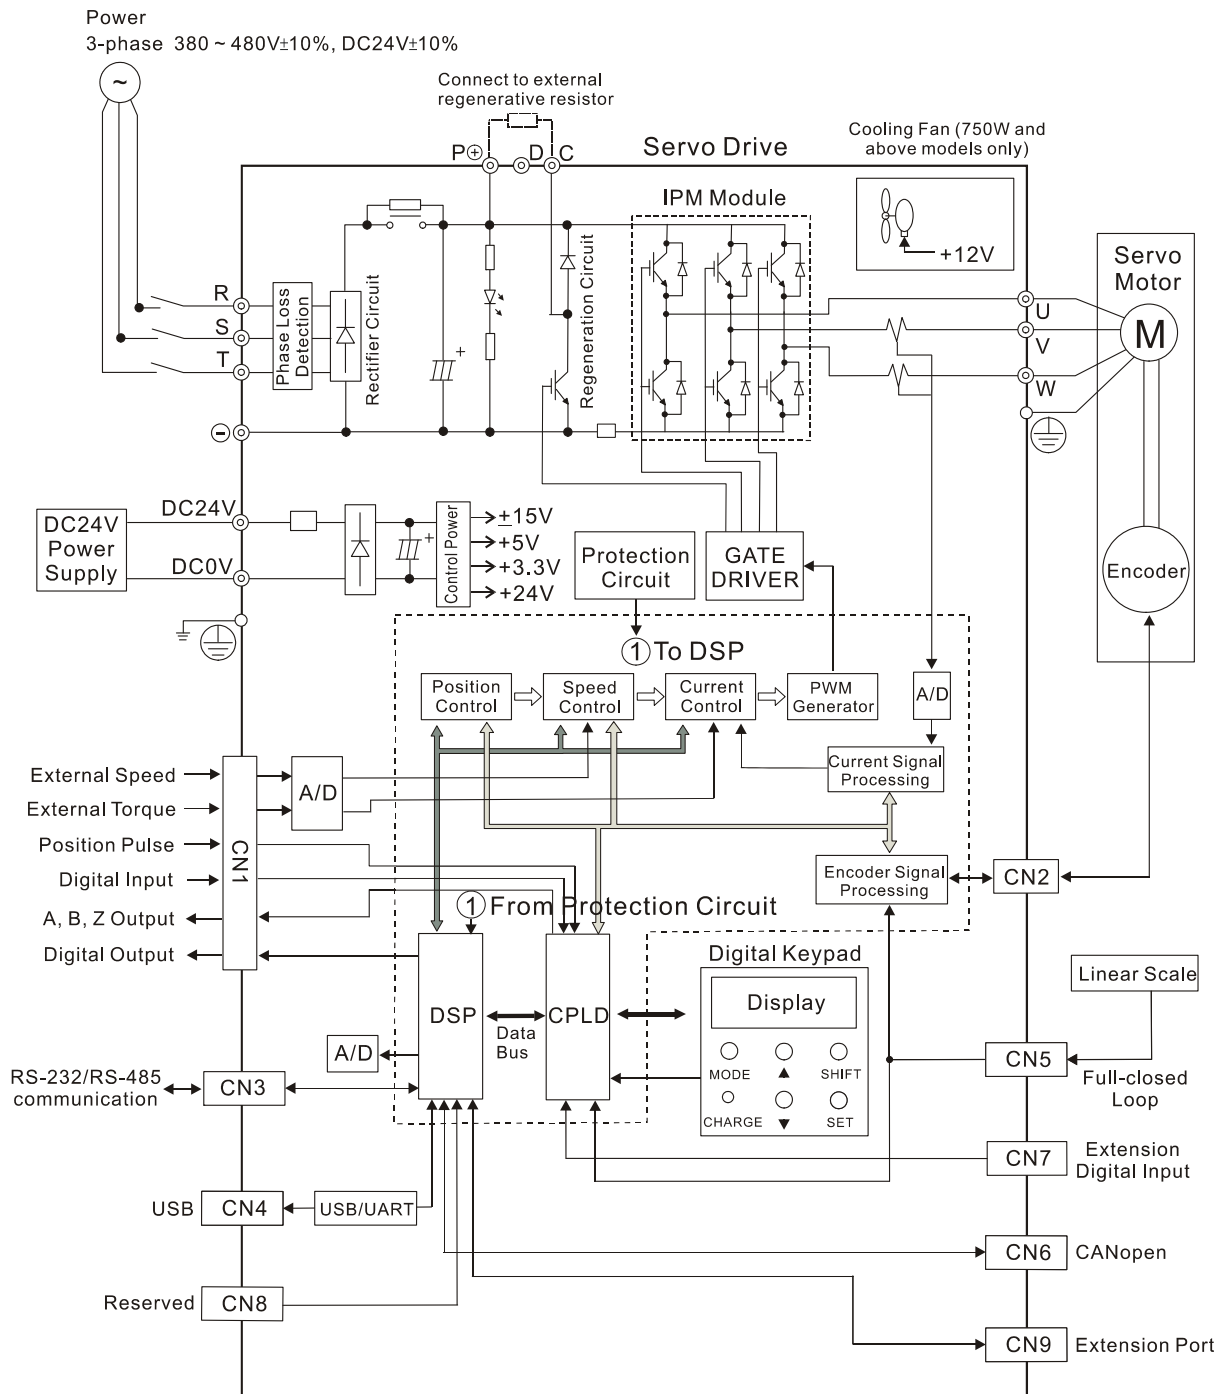 Power
3-phase 380 ~ 480V±10%, DC24V±10%
~
Connect to external
regenerative resistor
P⊕
D
C
Servo Drive
Cooling Fan (750W and
above models only)
IPM Module
+12V
Servo
Motor
R
S
T
Phase Loss
Detection
Rectifier Circuit
+
Regeneration Circuit
U
V
W
M
⊖
DC24V
Power
Supply
DC24V
DC0V
+
Control Power
±15V
+5V
+3.3V
+24V
Protection
Circuit
GATE
DRIVER
Encoder
1 To DSP
Position
Control
Speed
Control
Current
Control
PWM
Generator
A/D
External Speed
External Torque
Position Pulse
Digital Input
A, B, Z Output
Digital Output
CN1
A/D
Current Signal
Processing
Encoder Signal
Processing
CN2
1 From Protection Circuit
DSP
Data
Bus
CPLD
Digital Keypad
Display
MODE
▲
SHIFT
CHARGE
▼
SET
Linear Scale
A/D
RS-232/RS-485
communication
CN3
CN5
Full-closed
Loop
CN7
Extension
Digital Input
USB
CN4
USB/UART
CN6
CANopen
Reserved
CN8
CN9
Extension Port